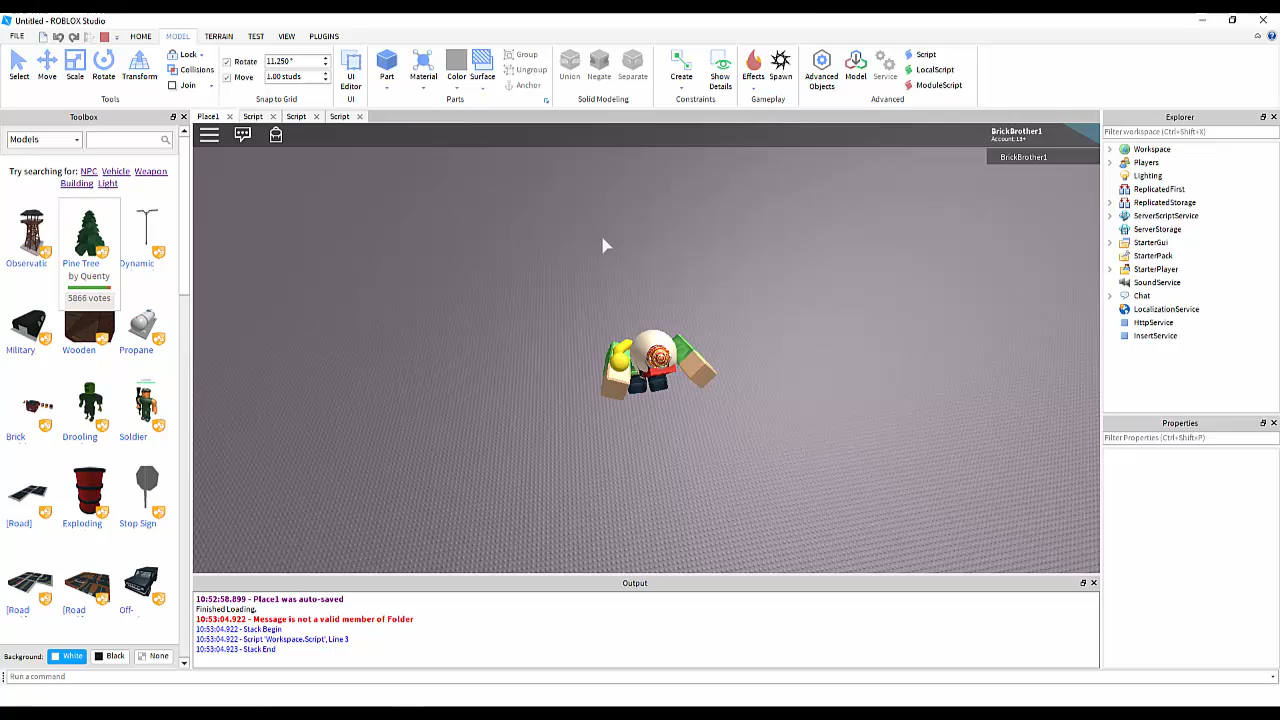 Untitled - ROBLOX Studio
FILE HOME MODEL TERRAIN TEST VIEW PLUGINS
Select Move Scale Rotate Transform
Lock
Collisions
Join
Tools
Rotate 11.250°
Move 1.00 studs
Snap to Grid
UI Editor
UI
Part Material Color Surface
Group
Ungroup
Anchor
Parts
Union Negate Separate
Solid Modeling
Create Show Details
Constraints
Effects Spawn
Gameplay
Advanced Objects Model Service
Script
LocalScript
ModuleScript
Advanced
Toolbox
Place1 Script Script Script
Explorer
Models
Filter workspace (Ctrl+Shift+X)
BrickBrother1
Account: 13+
BrickBrother1
Try searching for: NPC Vehicle Weapon
Building Light
Observatic Pine Tree Dynamic
by Quenty
5866 votes
Military Wooden Propane
Brick Drooling Soldier
[Road] Exploding Stop Sign
[Road [Road Off-
Background: White Black None
Workspace
Players
Lighting
ReplicatedFirst
ReplicatedStorage
ServerScriptService
ServerStorage
StarterGui
StarterPack
StarterPlayer
SoundService
Chat
LocalizationService
HttpService
InsertService
Properties
Filter Properties (Ctrl+Shift+P)
Output
10:52:58.899 - Place1 was auto-saved
Finished Loading.
10:53:04.922 - Message is not a valid member of Folder
10:53:04.922 - Stack Begin
10:53:04.922 - Script 'Workspace.Script', Line 3
10:53:04.923 - Stack End
Run a command